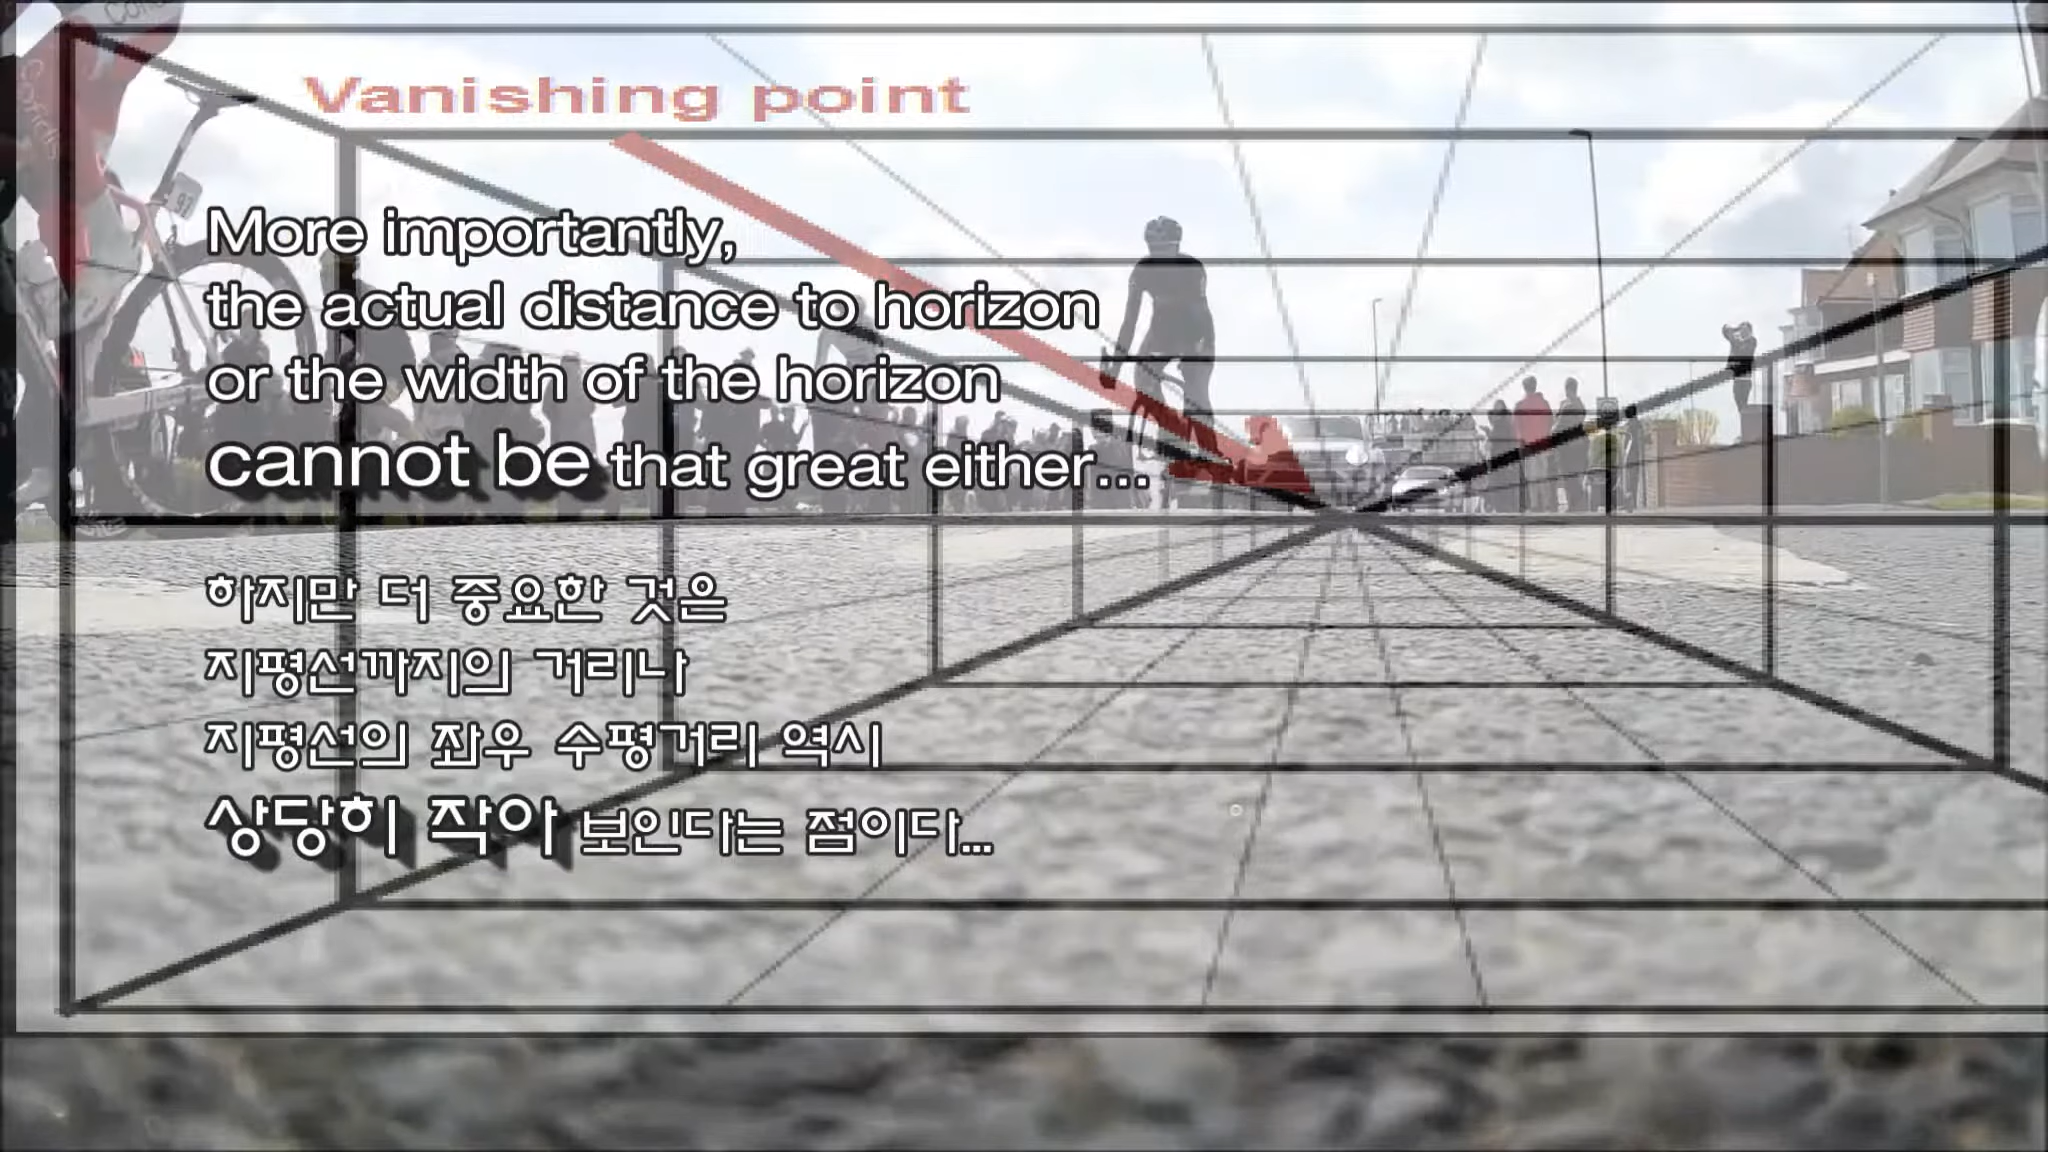 Vanishing point
More importantly,
the actual distance to horizon
or the width of the horizon
cannot be that great either...
하지만 더 중요한 것은
지평선까지의 거리나
지평선의 좌우 수평거리 역시
상당히 작아 보인다는 점이다...
Cofidis
97